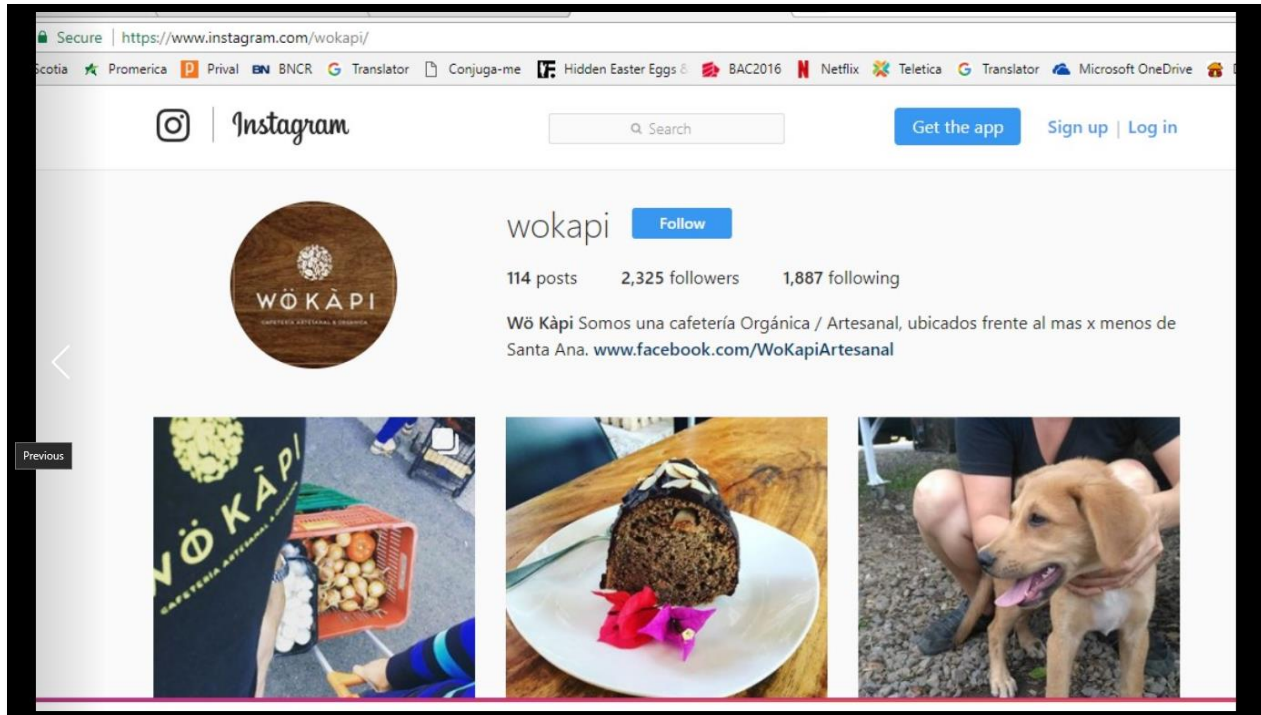 Secure | https://www.instagram.com/wokapi/
Scotia Promerica Prival BN BNCR Translator Conjuga-me Hidden Easter Eggs & BAC2016 Netflix Teletica Translator Microsoft OneDrive
Instagram
Search
Get the app
Sign up | Log in
WÖKÀPI
CAFETERÍA ARTESANAL & ORGÁNICA
wokapi Follow
114 posts 2,325 followers 1,887 following
Wö Kàpi Somos una cafetería Orgánica / Artesanal, ubicados frente al mas x menos de
Santa Ana. www.facebook.com/WoKapiArtesanal
Previous
WÖKÀPI
CAFETERÍA ARTESANAL &